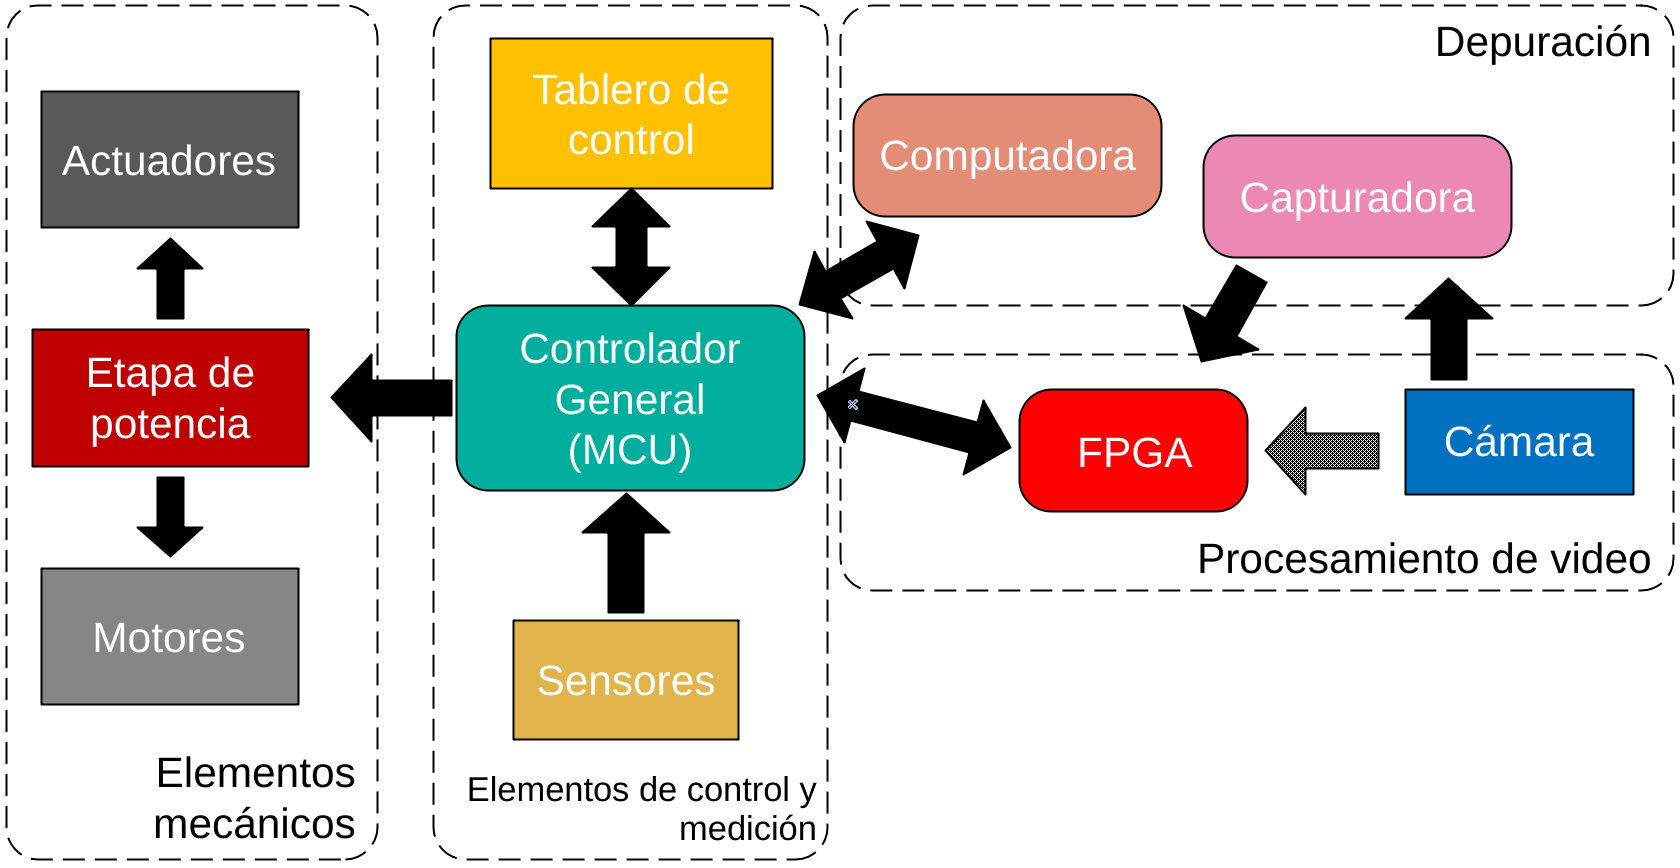 Actuadores
Etapa de
potencia
Motores
Elementos
mecánicos
Tablero de
control
Controlador
General
(MCU)
Sensores
Elementos de control y
medición
Depuración
Computadora
Capturadora
FPGA
Cámara
Procesamiento de video